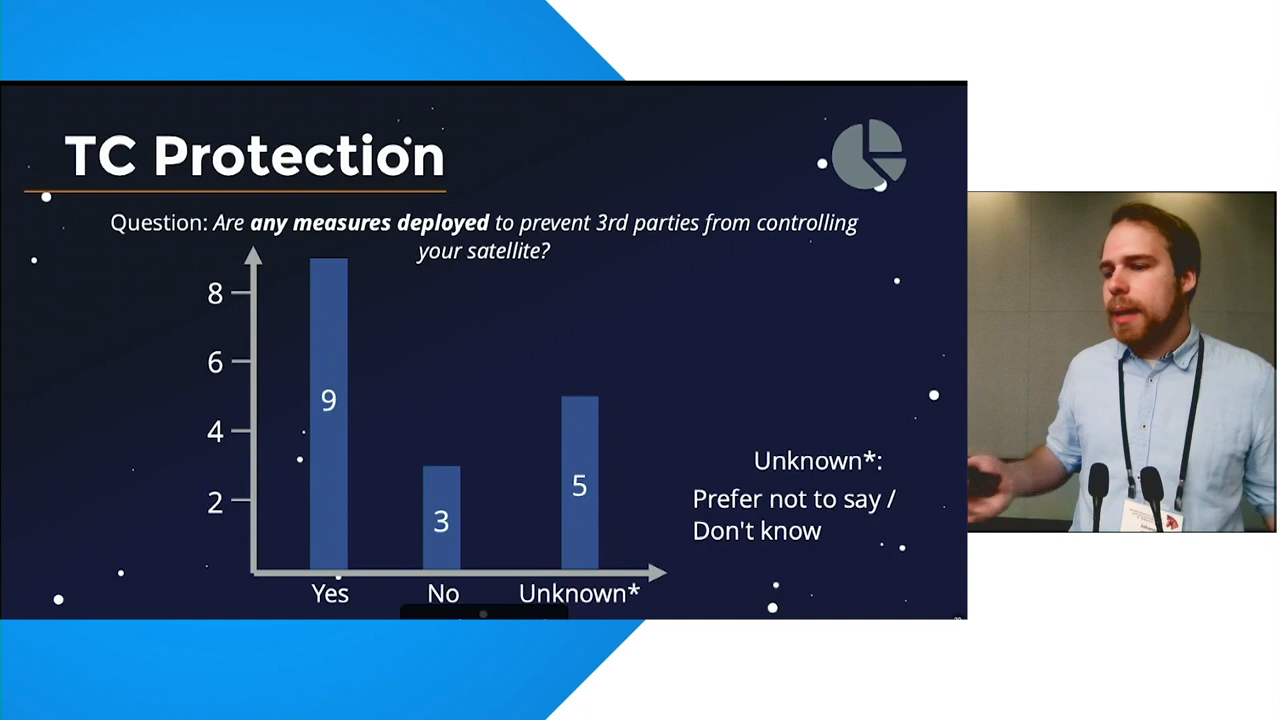 TC Protection
Question: Are any measures deployed to prevent 3rd parties from controlling
your satellite?
8
6
4
2
9
3
5
Yes No Unknown*
Unknown*:
Prefer not to say /
Don't know